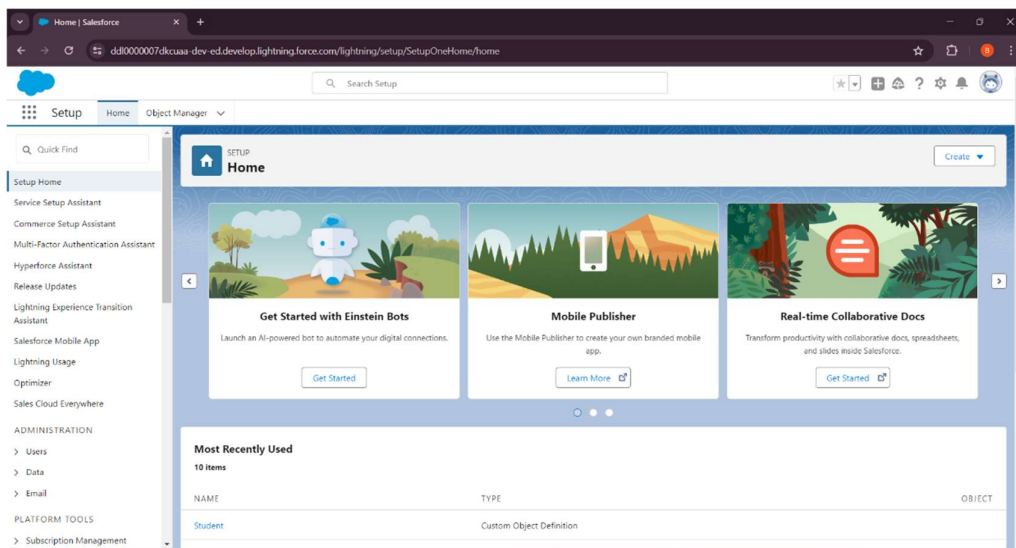 Home | Salesforce
ddl0000007dkcuaa-dev-ed.develop.lightning.force.com/lightning/setup/SetupOneHome/home
B
Search Setup
Setup
Home
Object Manager
Quick Find
Setup Home
Service Setup Assistant
Commerce Setup Assistant
Multi-Factor Authentication Assistant
Hyperforce Assistant
Release Updates
Lightning Experience Transition
Assistant
Salesforce Mobile App
Lightning Usage
Optimizer
Sales Cloud Everywhere
ADMINISTRATION
Users
Data
Email
PLATFORM TOOLS
Subscription Management
SETUP
Home
Create
Get Started with Einstein Bots
Launch an AI-powered bot to automate your digital connections.
Get Started
Mobile Publisher
Use the Mobile Publisher to create your own branded mobile
app.
Learn More
Real-time Collaborative Docs
Transform productivity with collaborative docs, spreadsheets,
and slides inside Salesforce.
Get Started
Most Recently Used
10 items
NAME TYPE OBJECT
Student Custom Object Definition